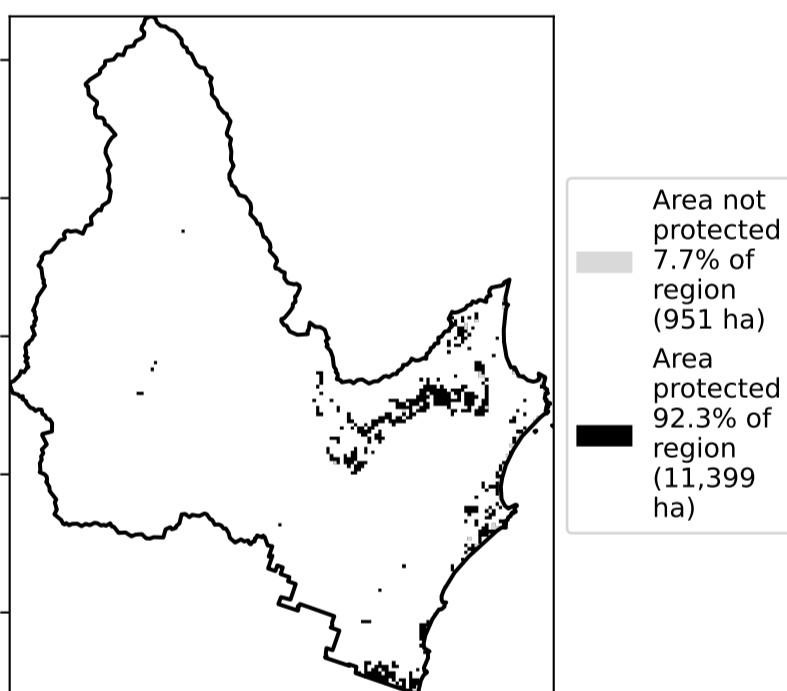 Area not
protected
7.7% of
region
(951 ha)
Area
protected
92.3% of
region
(11,399
ha)